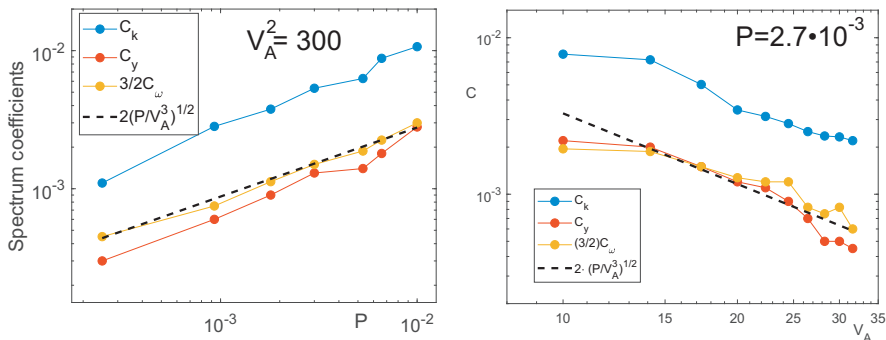 V_A^2= 300
C_k
C_y
3/2C_ω
2(P/V_A^3)^1/2
Spectrum coefficients
10^-2
10^-3
10^-3
P
10^-2
P=2.7•10^-3
C
10^-2
10^-3
C_k
C_y
(3/2)C_ω
2· (P/V_A^3)^1/2
10
15
20
25
30
35
V_A